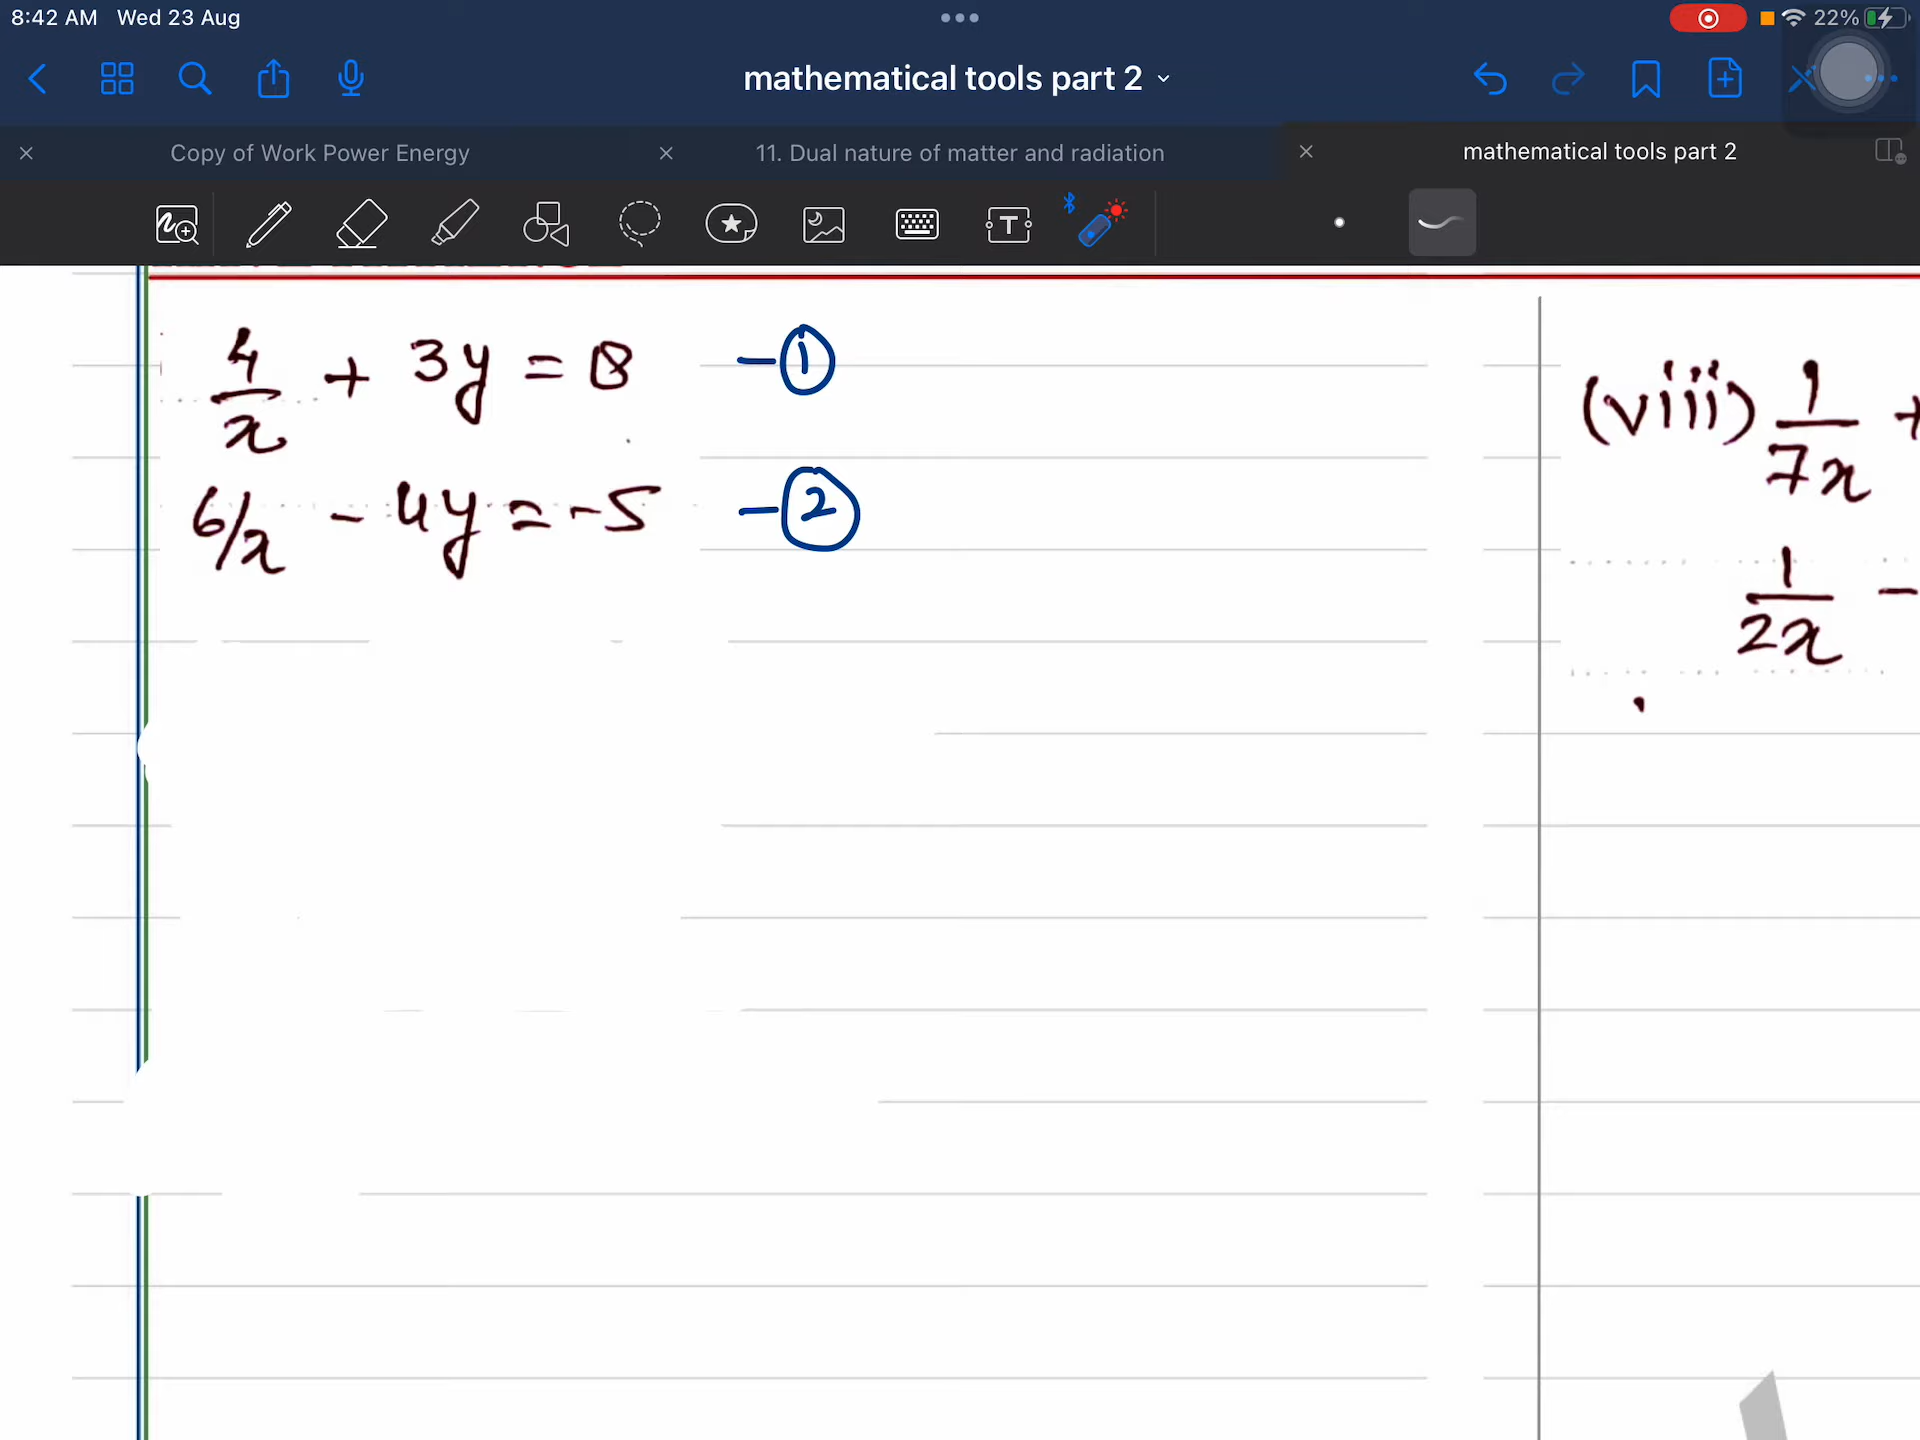 8:42 AM Wed 23 Aug
22%
mathematical tools part 2
Copy of Work Power Energy
11. Dual nature of matter and radiation
mathematical tools part 2
T
4/x + 3y = 8 - ①
6/x - 4y = -5 - ②
(viii) 1/7x +
1/2x -